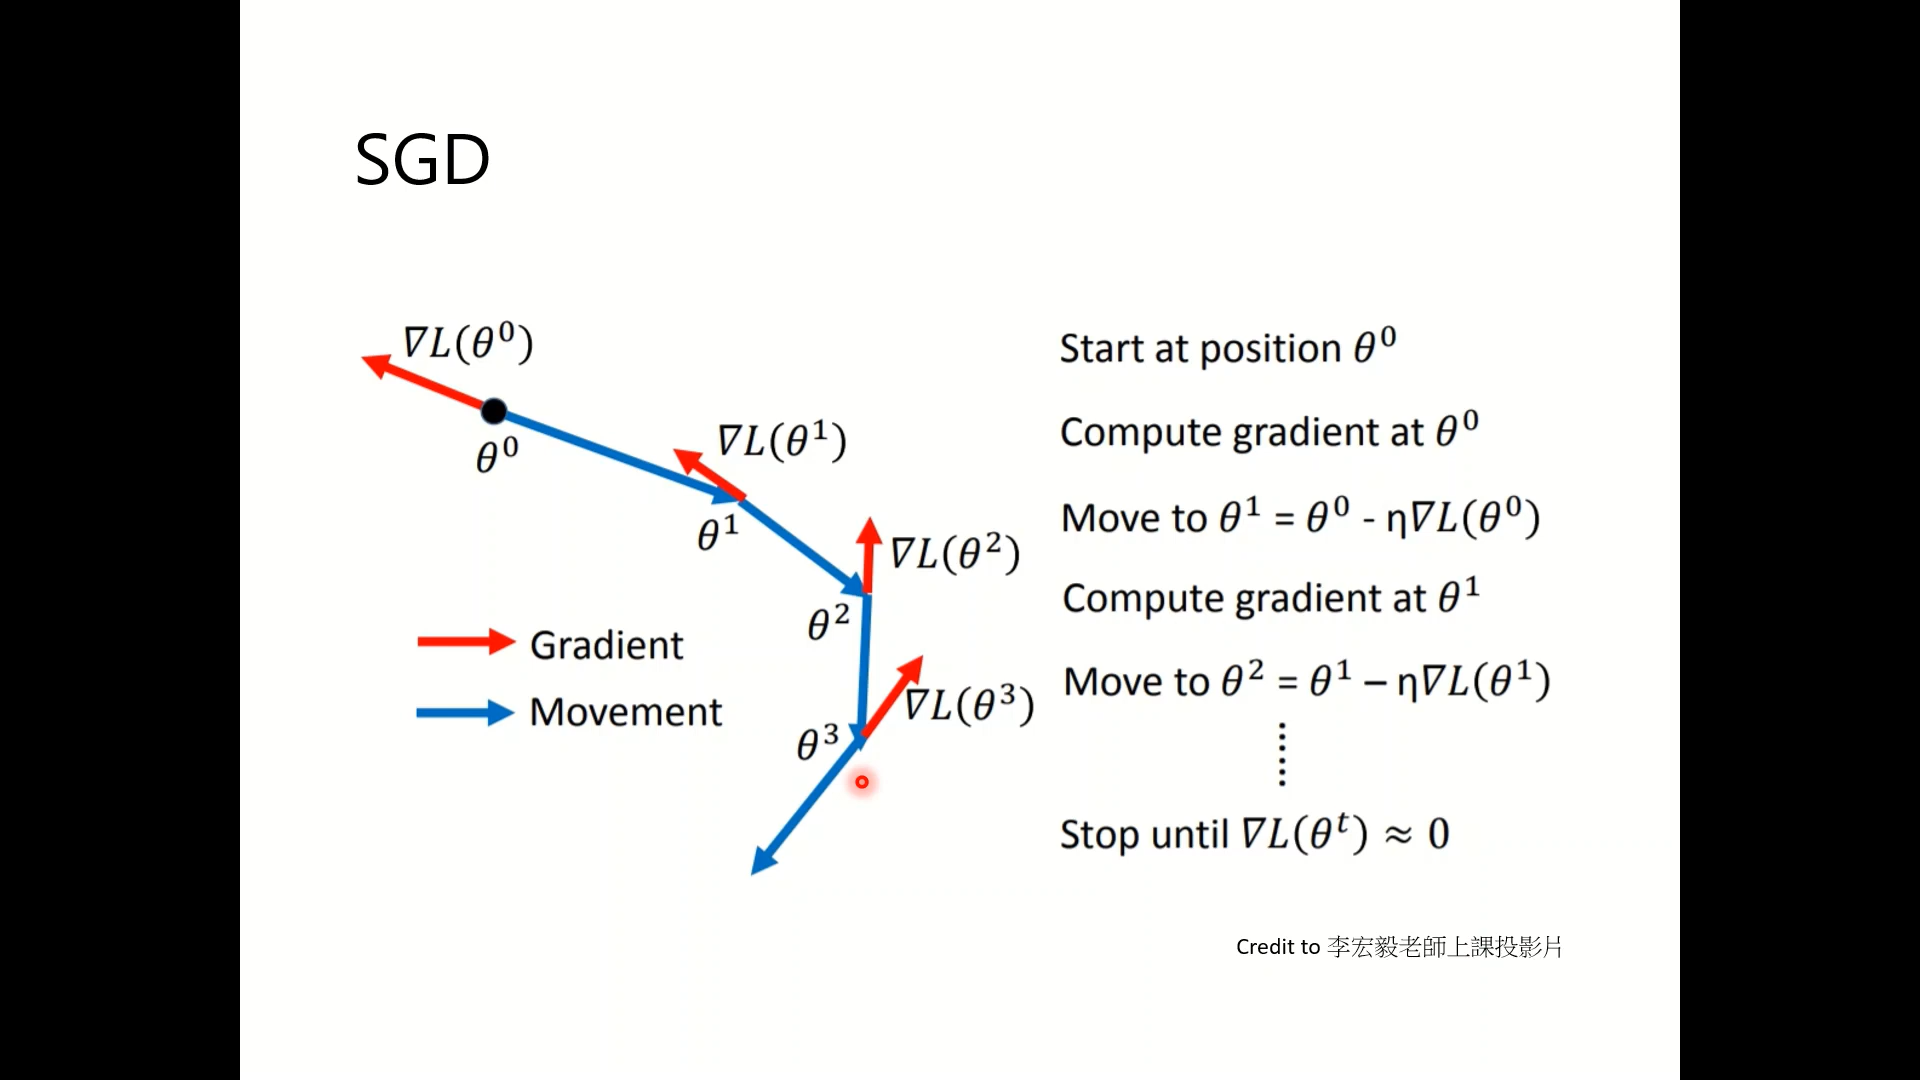 SGD
∇L(θ⁰)
θ⁰
∇L(θ¹)
θ¹
∇L(θ²)
θ²
∇L(θ³)
θ³
Gradient
Movement
Start at position θ⁰
Compute gradient at θ⁰
Move to θ¹ = θ⁰ - η∇L(θ⁰)
Compute gradient at θ¹
Move to θ² = θ¹ – η∇L(θ¹)
Stop until ∇L(θᵗ) ≈ 0
Credit to 李宏毅老師上課投影片